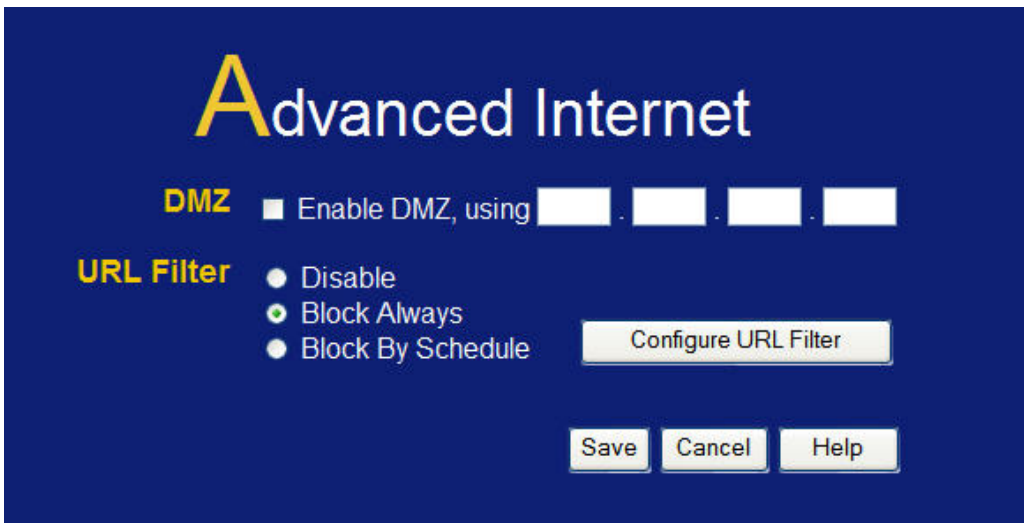 Advanced Internet
DMZ Enable DMZ, using . . .
URL Filter Disable
Block Always
Block By Schedule Configure URL Filter
Save Cancel Help